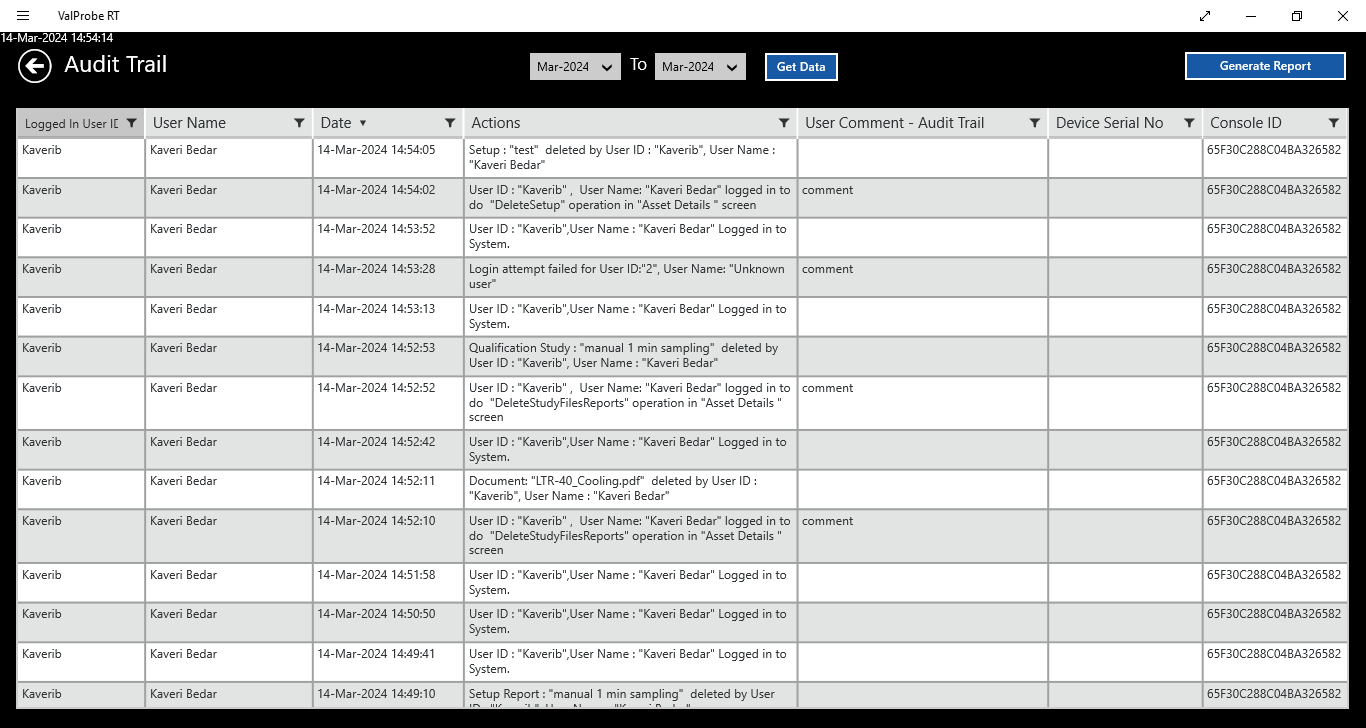 ValProbe RT
14-Mar-2024 14:54:14
Audit Trail
Mar-2024 To Mar-2024 Get Data
Generate Report
Logged In User ID User Name Date Actions User Comment - Audit Trail Device Serial No Console ID
Kaverib Kaveri Bedar 14-Mar-2024 14:54:05 Setup : "test"  deleted by User ID : "Kaverib", User Name : 65F30C288C04BA326582
"Kaveri Bedar"
Kaverib Kaveri Bedar 14-Mar-2024 14:54:02 User ID : "Kaverib" ,  User Name: "Kaveri Bedar" logged in to comment 65F30C288C04BA326582
do  "DeleteSetup" operation in "Asset Details " screen
Kaverib Kaveri Bedar 14-Mar-2024 14:53:52 User ID : "Kaverib",User Name : "Kaveri Bedar" Logged in to 65F30C288C04BA326582
System.
Kaverib Kaveri Bedar 14-Mar-2024 14:53:28 Login attempt failed for User ID:"2", User Name: "Unknown comment 65F30C288C04BA326582
user"
Kaverib Kaveri Bedar 14-Mar-2024 14:53:13 User ID : "Kaverib",User Name : "Kaveri Bedar" Logged in to 65F30C288C04BA326582
System.
Kaverib Kaveri Bedar 14-Mar-2024 14:52:53 Qualification Study : "manual 1 min sampling"  deleted by 65F30C288C04BA326582
User ID : "Kaverib", User Name : "Kaveri Bedar"
Kaverib Kaveri Bedar 14-Mar-2024 14:52:52 User ID : "Kaverib" ,  User Name: "Kaveri Bedar" logged in to comment 65F30C288C04BA326582
do  "DeleteStudyFilesReports" operation in "Asset Details "
screen
Kaverib Kaveri Bedar 14-Mar-2024 14:52:42 User ID : "Kaverib",User Name : "Kaveri Bedar" Logged in to 65F30C288C04BA326582
System.
Kaverib Kaveri Bedar 14-Mar-2024 14:52:11 Document: "LTR-40_Cooling.pdf"  deleted by User ID : 65F30C288C04BA326582
"Kaverib", User Name : "Kaveri Bedar"
Kaverib Kaveri Bedar 14-Mar-2024 14:52:10 User ID : "Kaverib" ,  User Name: "Kaveri Bedar" logged in to comment 65F30C288C04BA326582
do  "DeleteStudyFilesReports" operation in "Asset Details "
screen
Kaverib Kaveri Bedar 14-Mar-2024 14:51:58 User ID : "Kaverib",User Name : "Kaveri Bedar" Logged in to 65F30C288C04BA326582
System.
Kaverib Kaveri Bedar 14-Mar-2024 14:50:50 User ID : "Kaverib",User Name : "Kaveri Bedar" Logged in to 65F30C288C04BA326582
System.
Kaverib Kaveri Bedar 14-Mar-2024 14:49:41 User ID : "Kaverib",User Name : "Kaveri Bedar" Logged in to 65F30C288C04BA326582
System.
Kaverib Kaveri Bedar 14-Mar-2024 14:49:10 Setup Report : "manual 1 min sampling"  deleted by User 65F30C288C04BA326582